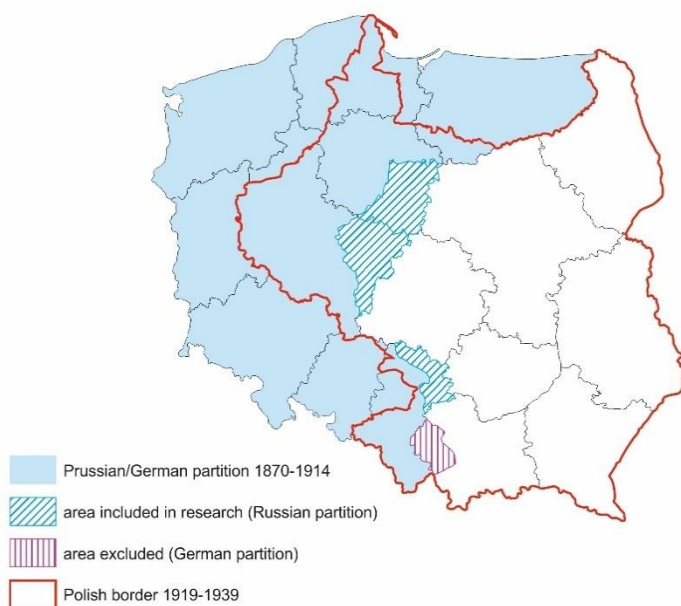 Prussian/German partition 1870-1914
area included in research (Russian partition)
area excluded (German partition)
Polish border 1919-1939